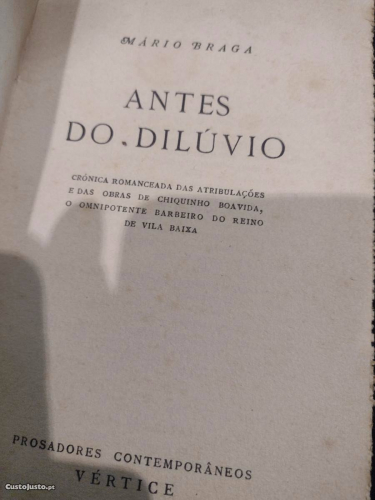 MÁRIO BRAGA
ANTES
DO DILÚVIO
CRÓNICA ROMANCEADA DAS ATRIBULAÇÕES
E DAS OBRAS DE CHIQUINHO BOAVIDA,
O OMNIPOTENTE BARBEIRO DO REINO
DE VILA BAIXA
PROSADORES CONTEMPORÂNEOS
VÉRTICE
CustoJusto.pt